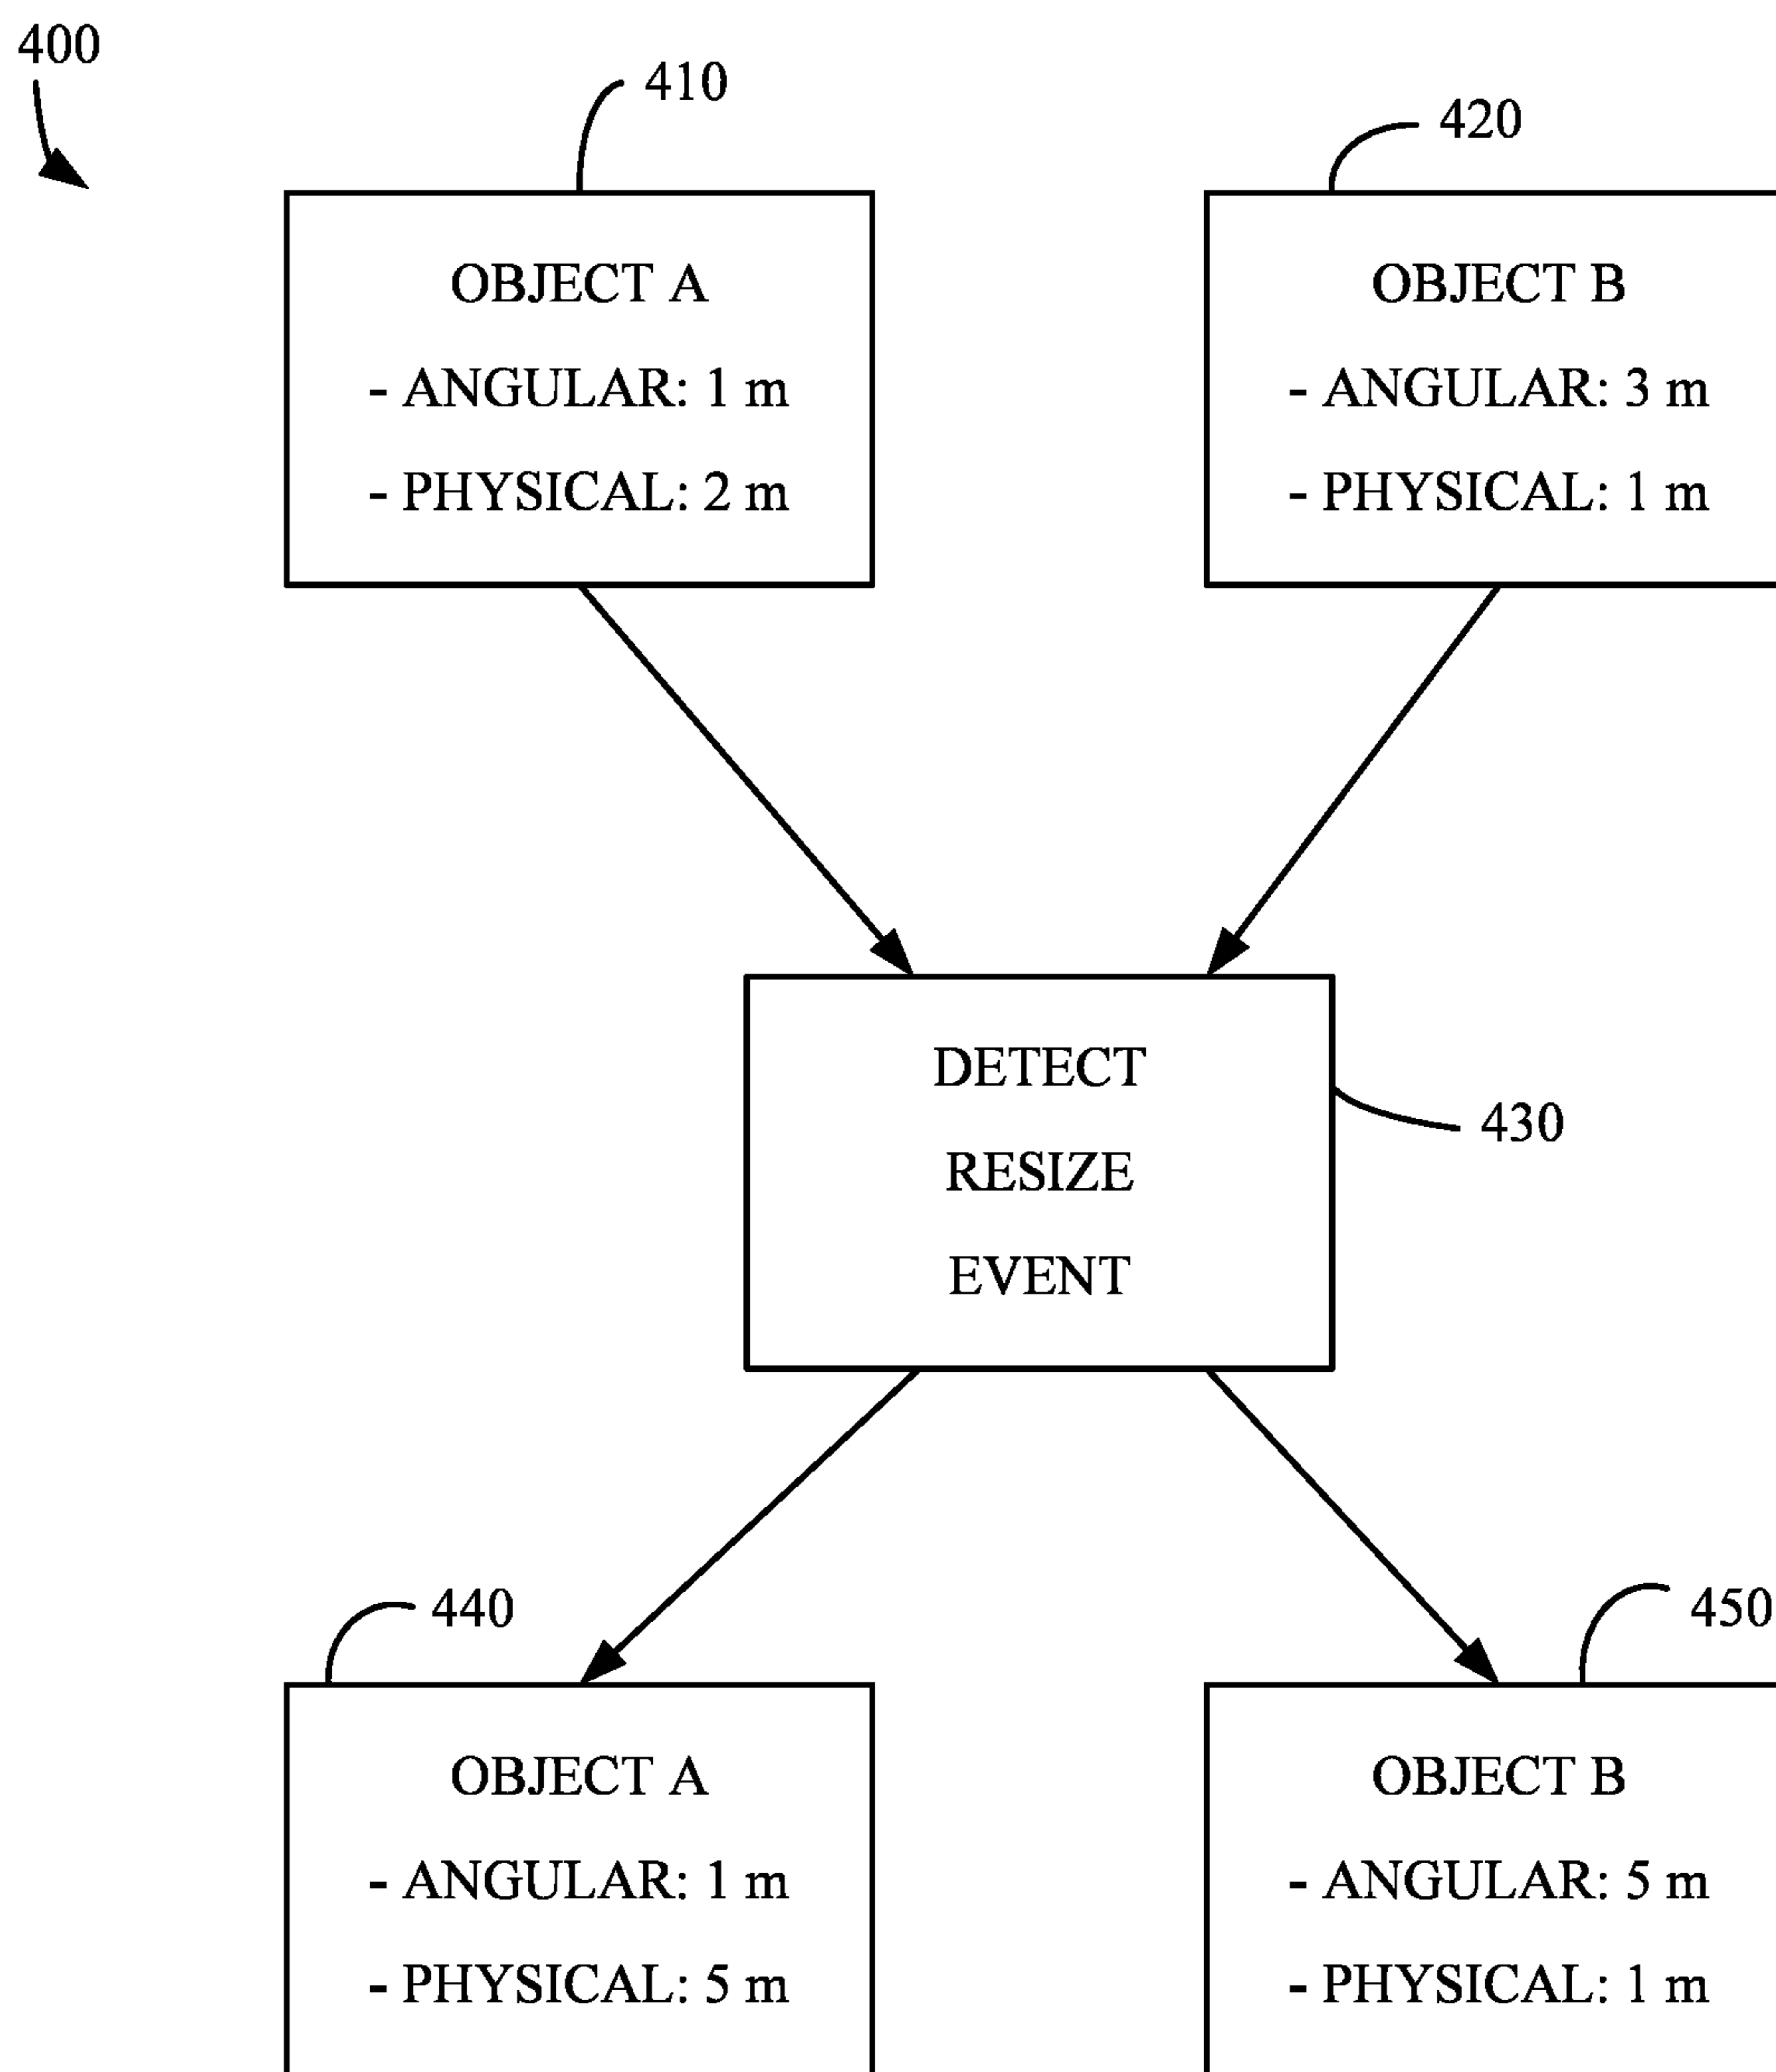 400
410
420
OBJECT A
- ANGULAR: 1 m
- PHYSICAL: 2 m
OBJECT B
- ANGULAR: 3 m
- PHYSICAL: 1 m
DETECT
RESIZE
EVENT
430
440
450
OBJECT A
- ANGULAR: 1 m
- PHYSICAL: 5 m
OBJECT B
- ANGULAR: 5 m
- PHYSICAL: 1 m